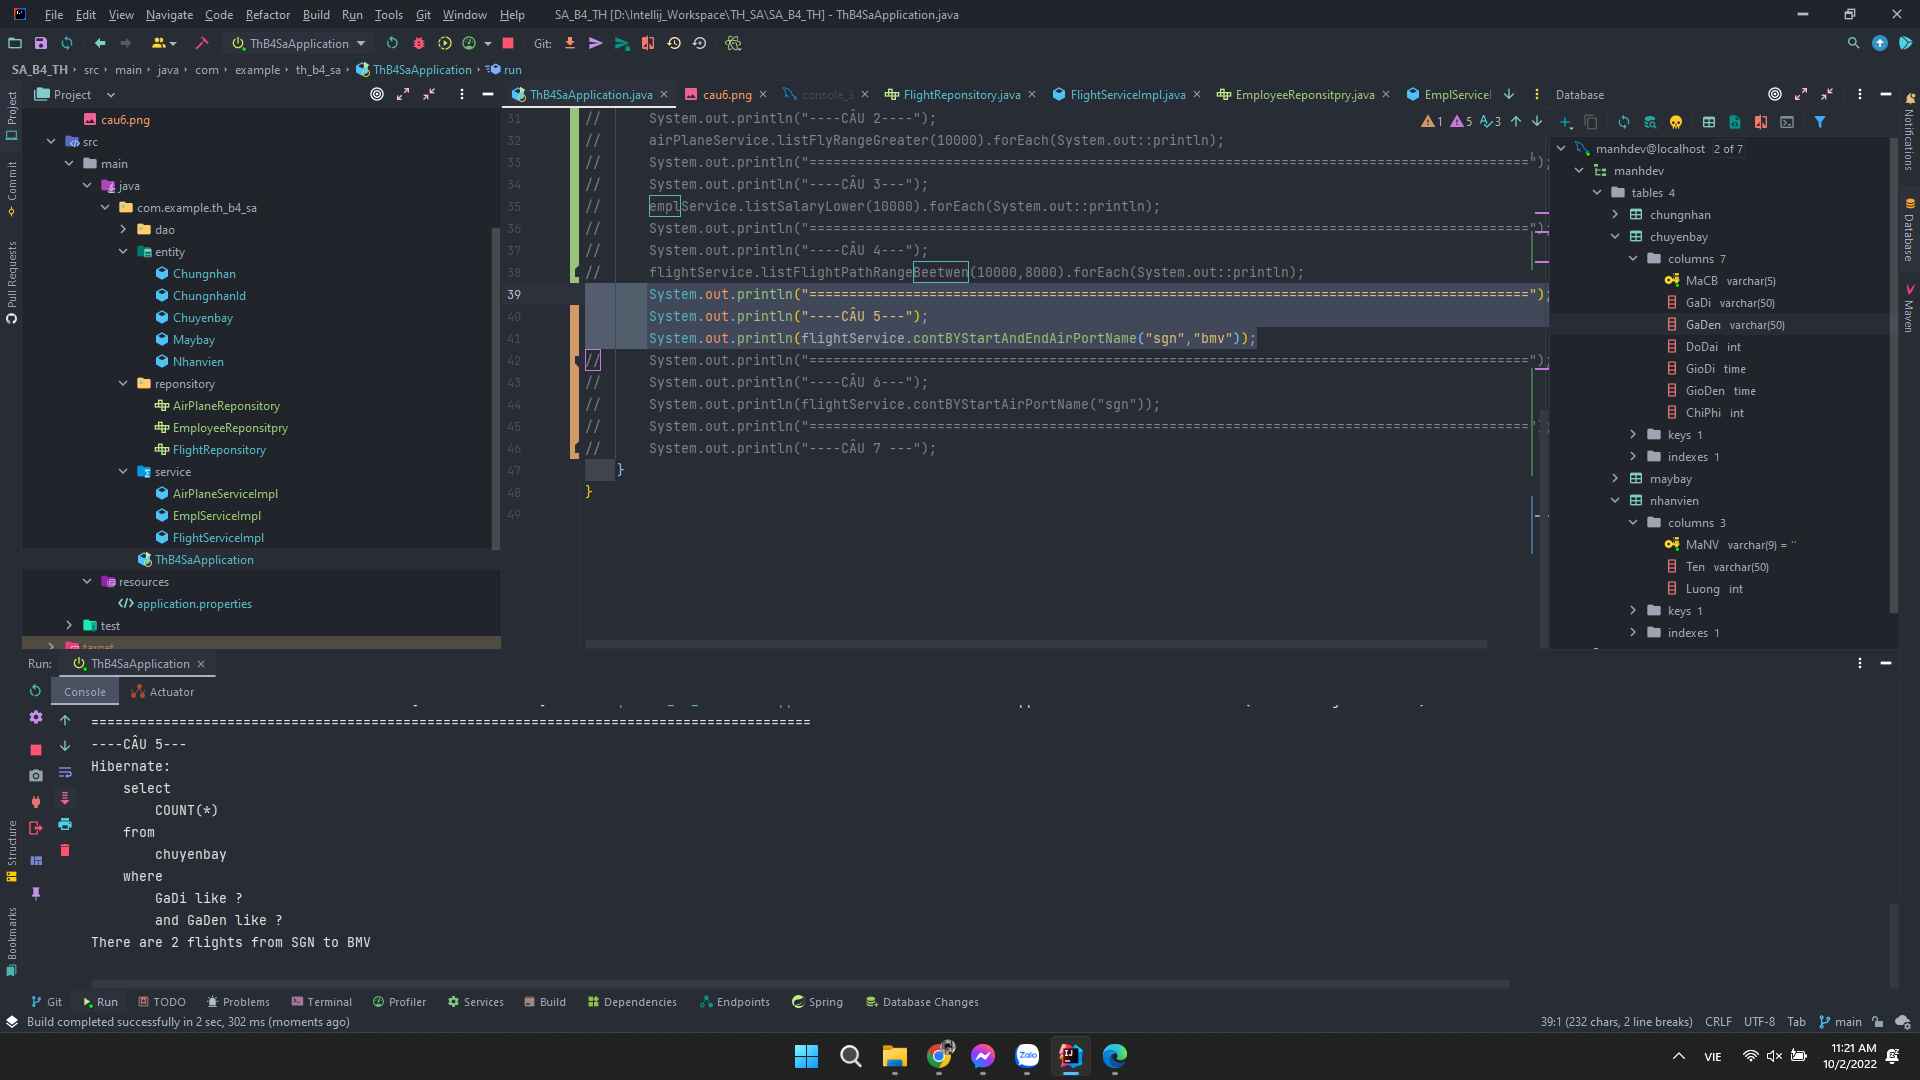 File Edit View Navigate Code Refactor Build Run Tools Git Window Help SA_B4_TH [D:\Intellij_Workspace\TH_SA\SA_B4_TH] - ThB4SaApplication.java
ThB4SaApplication Git:
SA_B4_TH › src › main › java › com › example › th_b4_sa › ThB4SaApplication › run
Project
cau6.png
src
main
java
com.example.th_b4_sa
dao
entity
Chungnhan
ChungnhanId
Chuyenbay
Maybay
Nhanvien
reponsitory
AirPlaneReponsitory
EmployeeReponsitpry
FlightReponsitory
service
AirPlaneServiceImpl
EmplServiceImpl
FlightServiceImpl
ThB4SaApplication
resources
application.properties
test
target
ThB4SaApplication.java cau6.png console_3 FlightReponsitory.java FlightServiceImpl.java EmployeeReponsitpry.java EmplServiceI
1 5 3
31 // System.out.println("----CÂU 2----");
32 // airPlaneService.listFlyRangeGreater(10000).forEach(System.out::println);
33 // System.out.println("==========================================================================================");
34 // System.out.println("----CÂU 3---");
35 // emplService.listSalaryLower(10000).forEach(System.out::println);
36 // System.out.println("==========================================================================================")
37 // System.out.println("----CÂU 4---");
38 // flightService.listFlightPathRangeBeetwen(10000,8000).forEach(System.out::println);
39 System.out.println("==========================================================================================");
40 System.out.println("----CÂU 5---");
41 System.out.println(flightService.contBYStartAndEndAirPortName("sgn","bmv"));
42 // System.out.println("==========================================================================================");
43 // System.out.println("----CÂU 6---");
44 // System.out.println(flightService.contBYStartAirPortName("sgn"));
45 // System.out.println("==========================================================================================");
46 // System.out.println("----CÂU 7 ---");
47 }
48 }
49
Database
manhdev@localhost 2 of 7
manhdev
tables 4
chungnhan
chuyenbay
columns 7
MaCB varchar(5)
GaDi varchar(50)
GaDen varchar(50)
DoDai int
GioDi time
GioDen time
ChiPhi int
keys 1
indexes 1
maybay
nhanvien
columns 3
MaNV varchar(9) = ''
Ten varchar(50)
Luong int
keys 1
indexes 1
Project
Commit
Pull Requests
Structure
Bookmarks
Notifications
Database
Maven
Run: ThB4SaApplication
Console Actuator
==========================================================================================
----CÂU 5---
Hibernate:
select
COUNT(*)
from
chuyenbay
where
GaDi like ?
and GaDen like ?
There are 2 flights from SGN to BMV
Git Run TODO Problems Terminal Profiler Services Build Dependencies Endpoints Spring Database Changes
Build completed successfully in 2 sec, 302 ms (moments ago) 39:1 (232 chars, 2 line breaks) CRLF UTF-8 Tab main
Zalo VIE 11:21 AM
10/2/2022